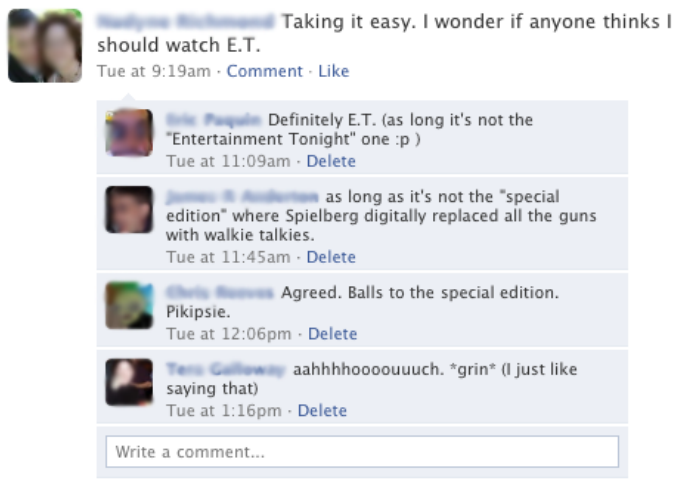 Taking it easy. I wonder if anyone thinks I
should watch E.T.
Tue at 9:19am · Comment · Like
Definitely E.T. (as long it's not the
"Entertainment Tonight" one :p )
Tue at 11:09am · Delete
as long as it's not the "special
edition" where Spielberg digitally replaced all the guns
with walkie talkies.
Tue at 11:45am · Delete
Agreed. Balls to the special edition.
Pikipsie.
Tue at 12:06pm · Delete
aahhhhoooouuuch. *grin* (I just like
saying that)
Tue at 1:16pm · Delete
Write a comment...